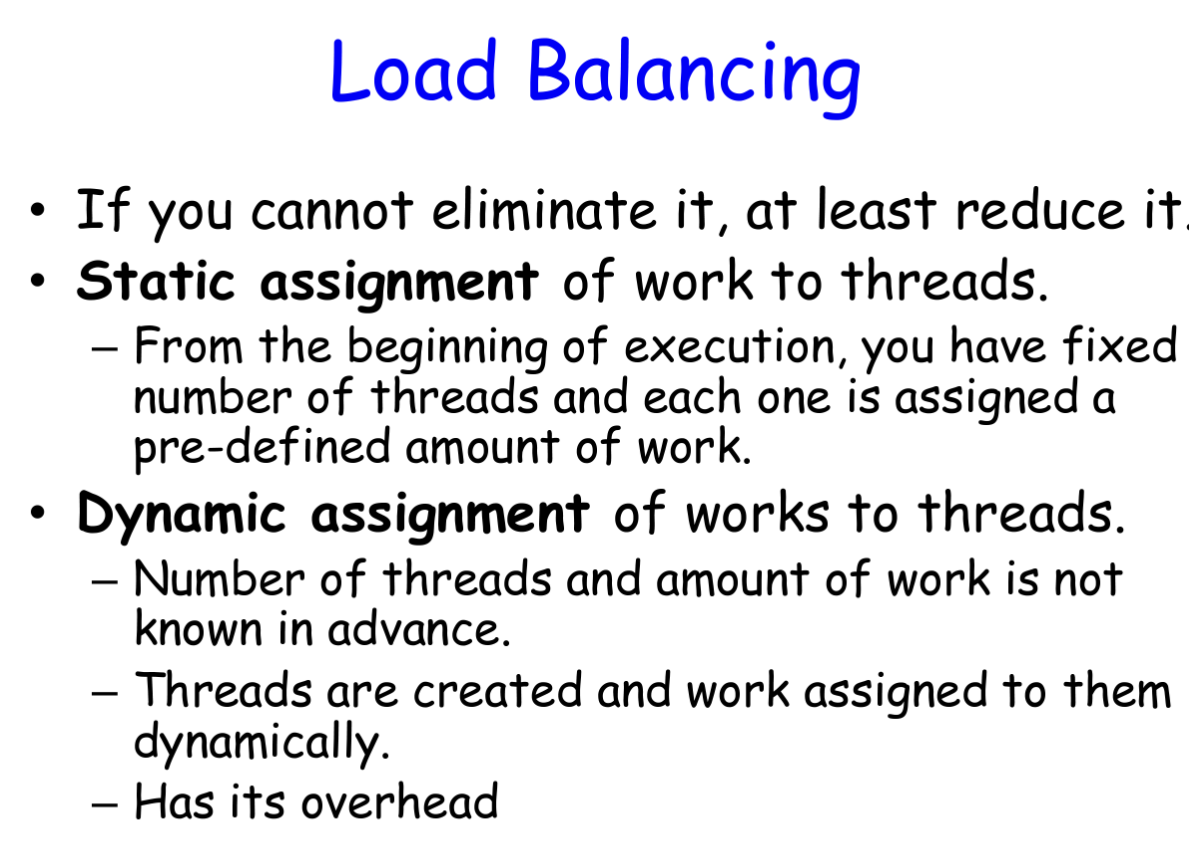 Load Balancing
• If you cannot eliminate it, at least reduce it.
• Static assignment of work to threads.
– From the beginning of execution, you have fixed
number of threads and each one is assigned a
pre-defined amount of work.
• Dynamic assignment of works to threads.
– Number of threads and amount of work is not
known in advance.
– Threads are created and work assigned to them
dynamically.
– Has its overhead